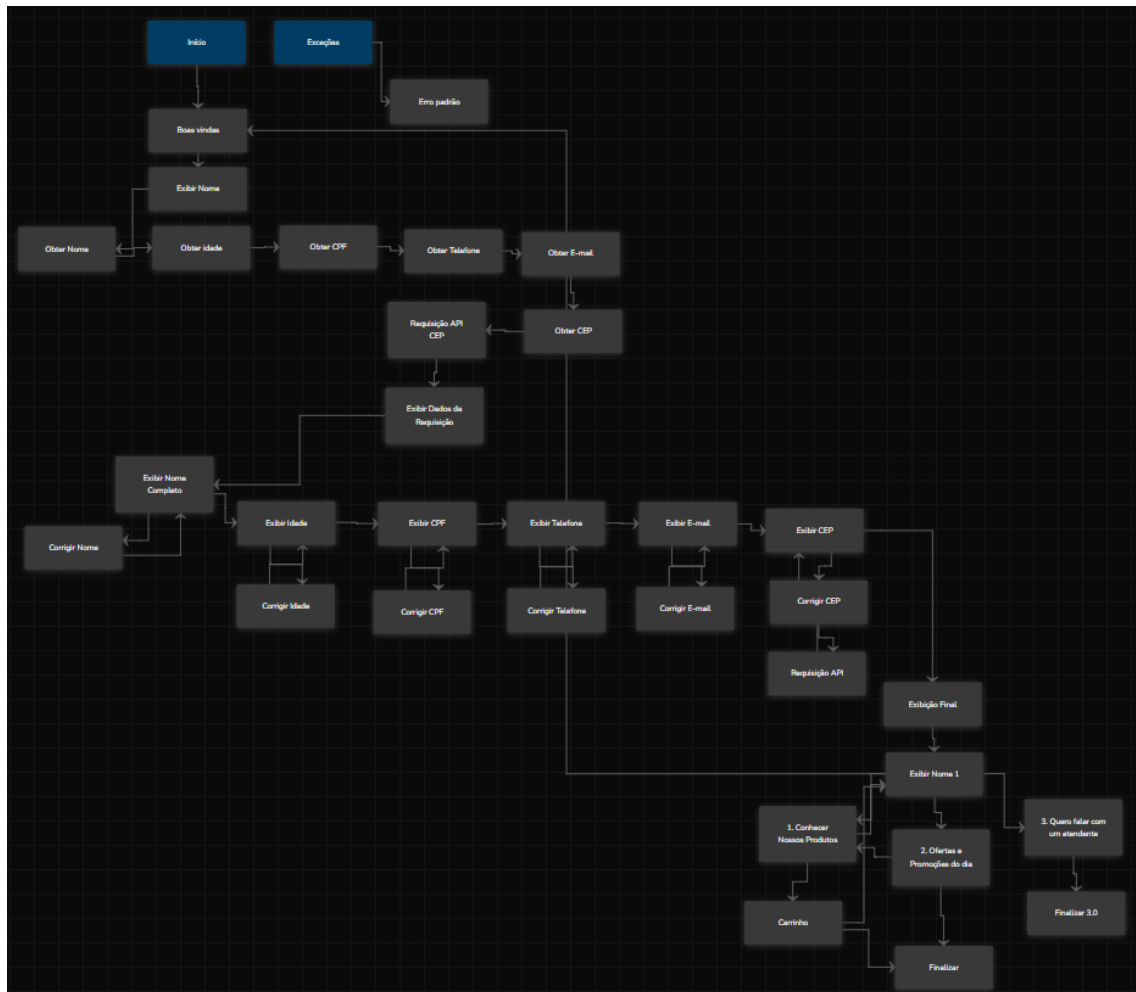 Início
Exceções
Erro padrão
Boas vindas
Exibir Nome
Obter Nome
Obter idade
Obter CPF
Obter Telefone
Obter E-mail
Requisição API
CEP
Obter CEP
Exibir Dados da
Requisição
Exibir Nome
Completo
Exibir Idade
Exibir CPF
Exibir Telefone
Exibir E-mail
Exibir CEP
Corrigir Nome
Corrigir Idade
Corrigir CPF
Corrigir Telefone
Corrigir E-mail
Corrigir CEP
Requisição API
Exibição Final
Exibir Nome 1
1. Conhecer
Nossos Produtos
2. Ofertas e
Promoções do dia
3. Quero falar com
um atendente
Carrinho
Finalizar 3.0
Finalizar